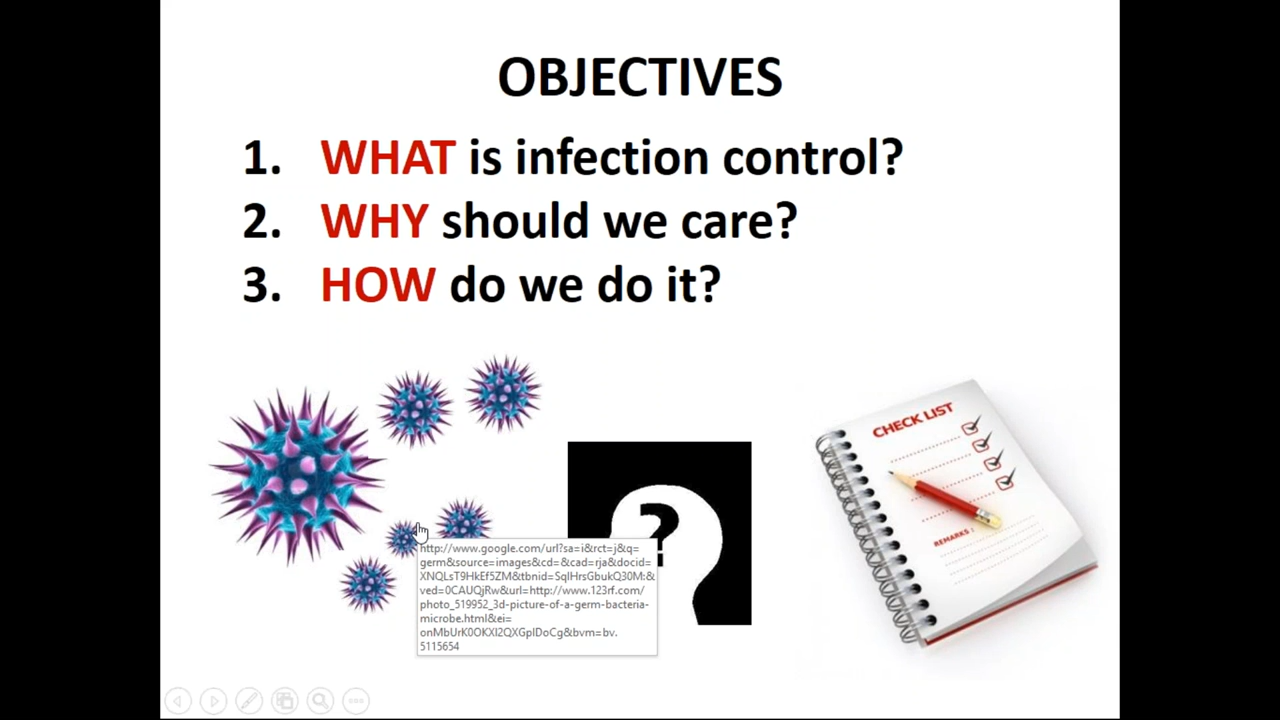 OBJECTIVES
1. WHAT is infection control?
2. WHY should we care?
3. HOW do we do it?
CHECK LIST
?
REMARKS :
http://www.google.com/url?sa=i&rct=j&q=
germ&source=images&cd=&cad=rja&docid=
XNQLsT9HkEf5ZM&tbnid=SqIHrsGbukQ30M:&
ved=0CAUQjRw&url=http://www.123rf.com/
photo_519952_3d-picture-of-a-germ-bacteria-
microbe.html&ei=
onMbUrK0OKXI2QXGpIDoCg&bvm=bv.
5115654